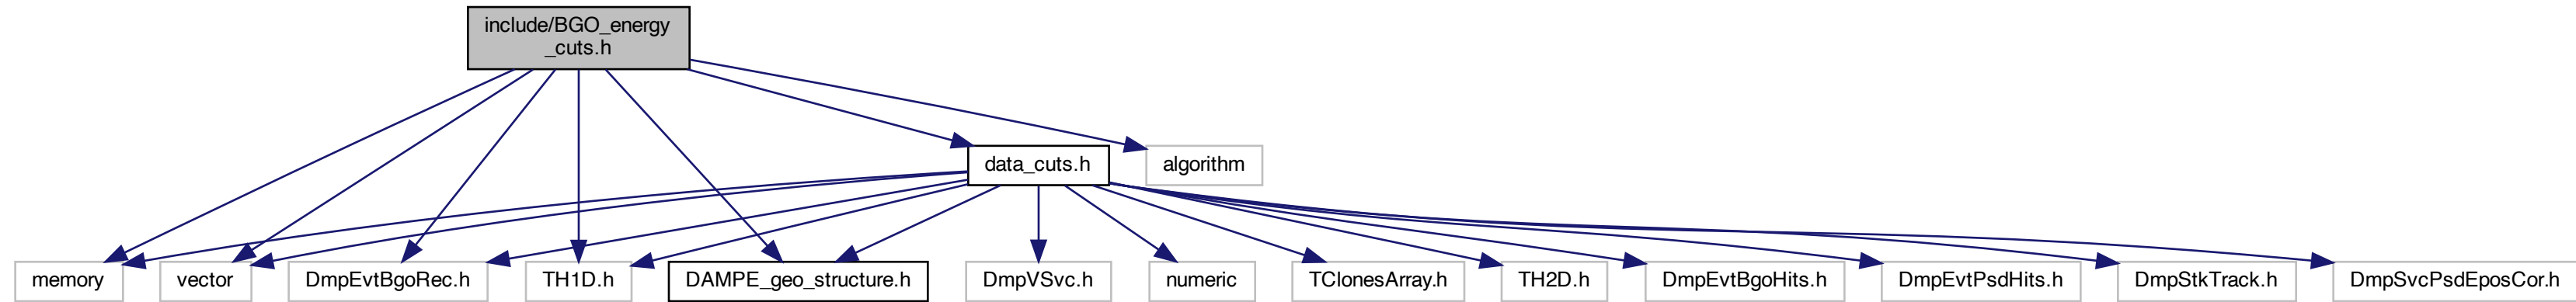 include/BGO_energy
_cuts.h
data_cuts.h
algorithm
memory
vector
DmpEvtBgoRec.h
TH1D.h
DAMPE_geo_structure.h
DmpVSvc.h
numeric
TClonesArray.h
TH2D.h
DmpEvtBgoHits.h
DmpEvtPsdHits.h
DmpStkTrack.h
DmpSvcPsdEposCor.h